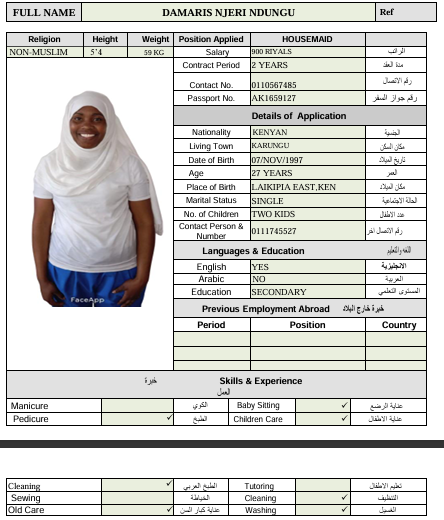 FULL NAME DAMARIS NJERI NDUNGU Ref
Religion Height Weight Position Applied HOUSEMAID
NON-MUSLIM 5'4 59 KG Salary 900 RIYALS الراتب
Contract Period 2 YEARS مدة العقد
Contact No. 0110567485 رقم الاتصال
Passport No. AK1659127 رقم جواز السفر
Details of Application
Nationality KENYAN الجنسية
Living Town KARUNGU مكان السكن
Date of Birth 07/NOV/1997 تاريخ الميلاد
Age 27 YEARS العمر
Place of Birth LAIKIPIA EAST,KEN مكان الميلاد
Marital Status SINGLE الحالة الاجتماعية
No. of Children TWO KIDS عدد الاطفال
Contact Person & Number 0111745527 رقم الاتصال اخر
Languages & Education اللغه والتعليم
English YES الانجليزية
Arabic NO العربية
Education SECONDARY المستوى التعلمي
Previous Employment Abroad خبرة خارج البلاد
Period Position Country
FaceApp
خبرة Skills & Experience
العمل
Manicure الكوي Baby Sitting ✓ عناية الرضع
Pedicure ✓ الطبخ Children Care ✓ عناية الاطفال
Cleaning ✓ الطبخ العربي Tutoring تعليم الاطفال
Sewing الخياطة Cleaning ✓ التنظيف
Old Care ✓ عناية كبار السن Washing ✓ الغسيل